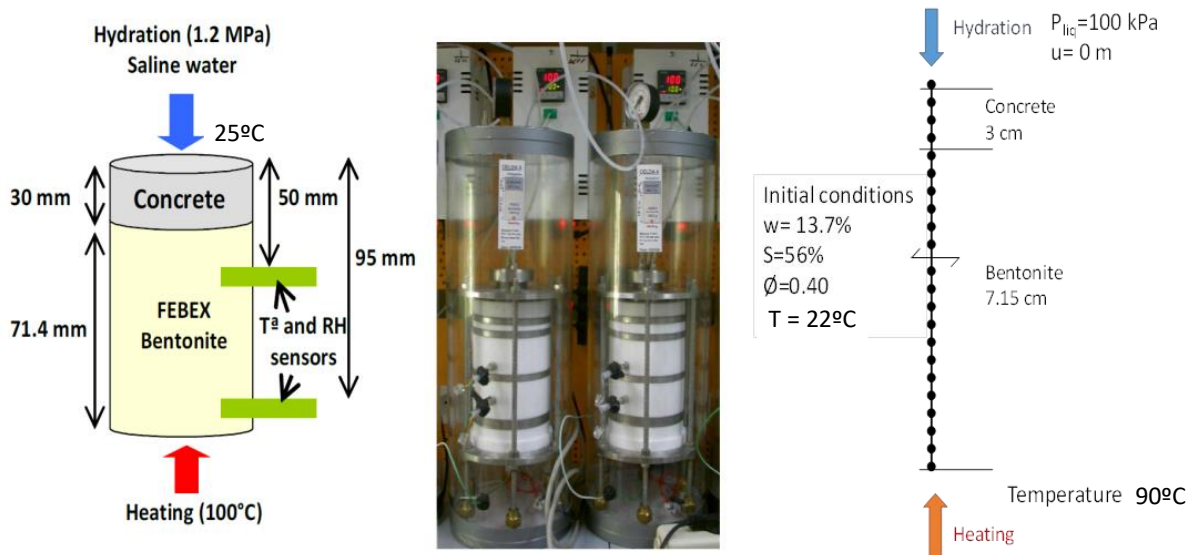 Hydration (1.2 MPa)
Saline water
25ºC
30 mm
Concrete
50 mm
95 mm
71.4 mm
FEBEX
Bentonite
Tª and RH
sensors
Heating (100°C)
100
100
Hydration
Pliq=100 kPa
u= 0 m
Concrete
3 cm
Initial conditions
w= 13.7%
S=56%
Ø=0.40
T = 22ºC
Bentonite
7.15 cm
Temperature 90ºC
Heating